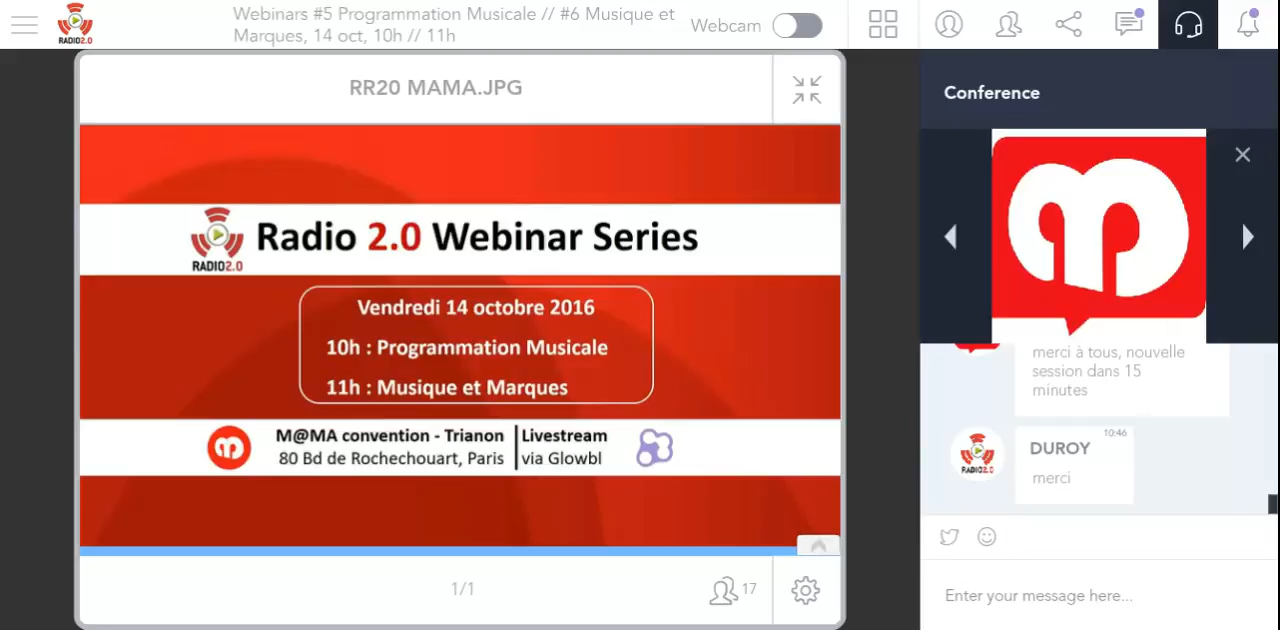 RADIO2.0
Webinars #5 Programmation Musicale // #6 Musique et
Marques, 14 oct, 10h // 11h
Webcam
RR20 MAMA.JPG
RADIO2.0
Radio 2.0 Webinar Series
Vendredi 14 octobre 2016
10h : Programmation Musicale
11h : Musique et Marques
M@MA convention - Trianon
80 Bd de Rochechouart, Paris
Livestream
via Glowbl
1/1
17
Conference
merci à tous, nouvelle
session dans 15
minutes
RADIO2.0
10:46
DUROY
merci
Enter your message here...